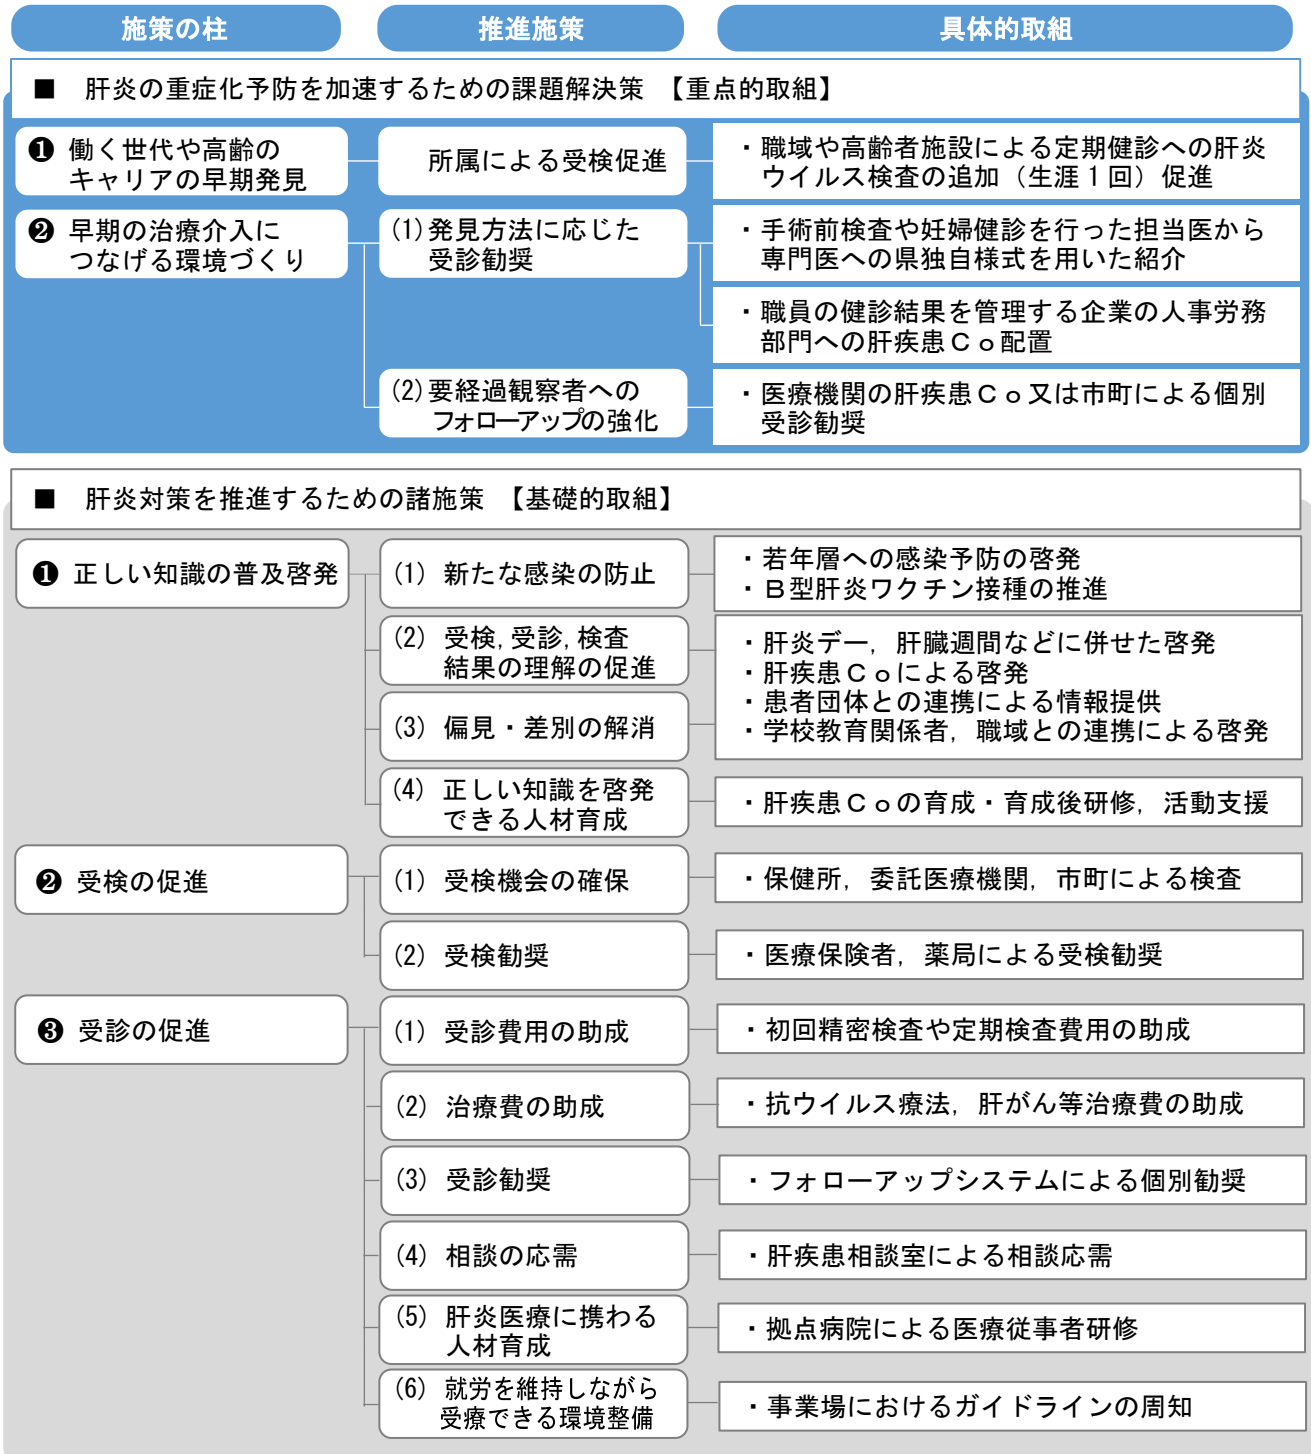 施策の柱
推進施策
具体的取組
■ 肝炎の重症化予防を加速するための課題解決策 【重点的取組】
❶ 働く世代や高齢の
キャリアの早期発見
所属による受検促進
・職域や高齢者施設による定期健診への肝炎
ウイルス検査の追加（生涯１回）促進
❷ 早期の治療介入に
つなげる環境づくり
(1)発見方法に応じた
受診勧奨
・手術前検査や妊婦健診を行った担当医から
専門医への県独自様式を用いた紹介
・職員の健診結果を管理する企業の人事労務
部門への肝疾患Ｃｏ配置
(2)要経過観察者への
フォローアップの強化
・医療機関の肝疾患Ｃｏ又は市町による個別
受診勧奨
■ 肝炎対策を推進するための諸施策 【基礎的取組】
❶ 正しい知識の普及啓発
(1) 新たな感染の防止
・若年層への感染予防の啓発
・Ｂ型肝炎ワクチン接種の推進
(2) 受検，受診，検査
結果の理解の促進
・肝炎デー，肝臓週間などに併せた啓発
・肝疾患Ｃｏによる啓発
・患者団体との連携による情報提供
・学校教育関係者，職域との連携による啓発
(3) 偏見・差別の解消
(4) 正しい知識を啓発
できる人材育成
・肝疾患Ｃｏの育成・育成後研修，活動支援
❷ 受検の促進
(1) 受検機会の確保
・保健所，委託医療機関，市町による検査
(2) 受検勧奨
・医療保険者，薬局による受検勧奨
❸ 受診の促進
(1) 受診費用の助成
・初回精密検査や定期検査費用の助成
(2) 治療費の助成
・抗ウイルス療法，肝がん等治療費の助成
(3) 受診勧奨
・フォローアップシステムによる個別勧奨
(4) 相談の応需
・肝疾患相談室による相談応需
(5) 肝炎医療に携わる
人材育成
・拠点病院による医療従事者研修
(6) 就労を維持しながら
受療できる環境整備
・事業場におけるガイドラインの周知